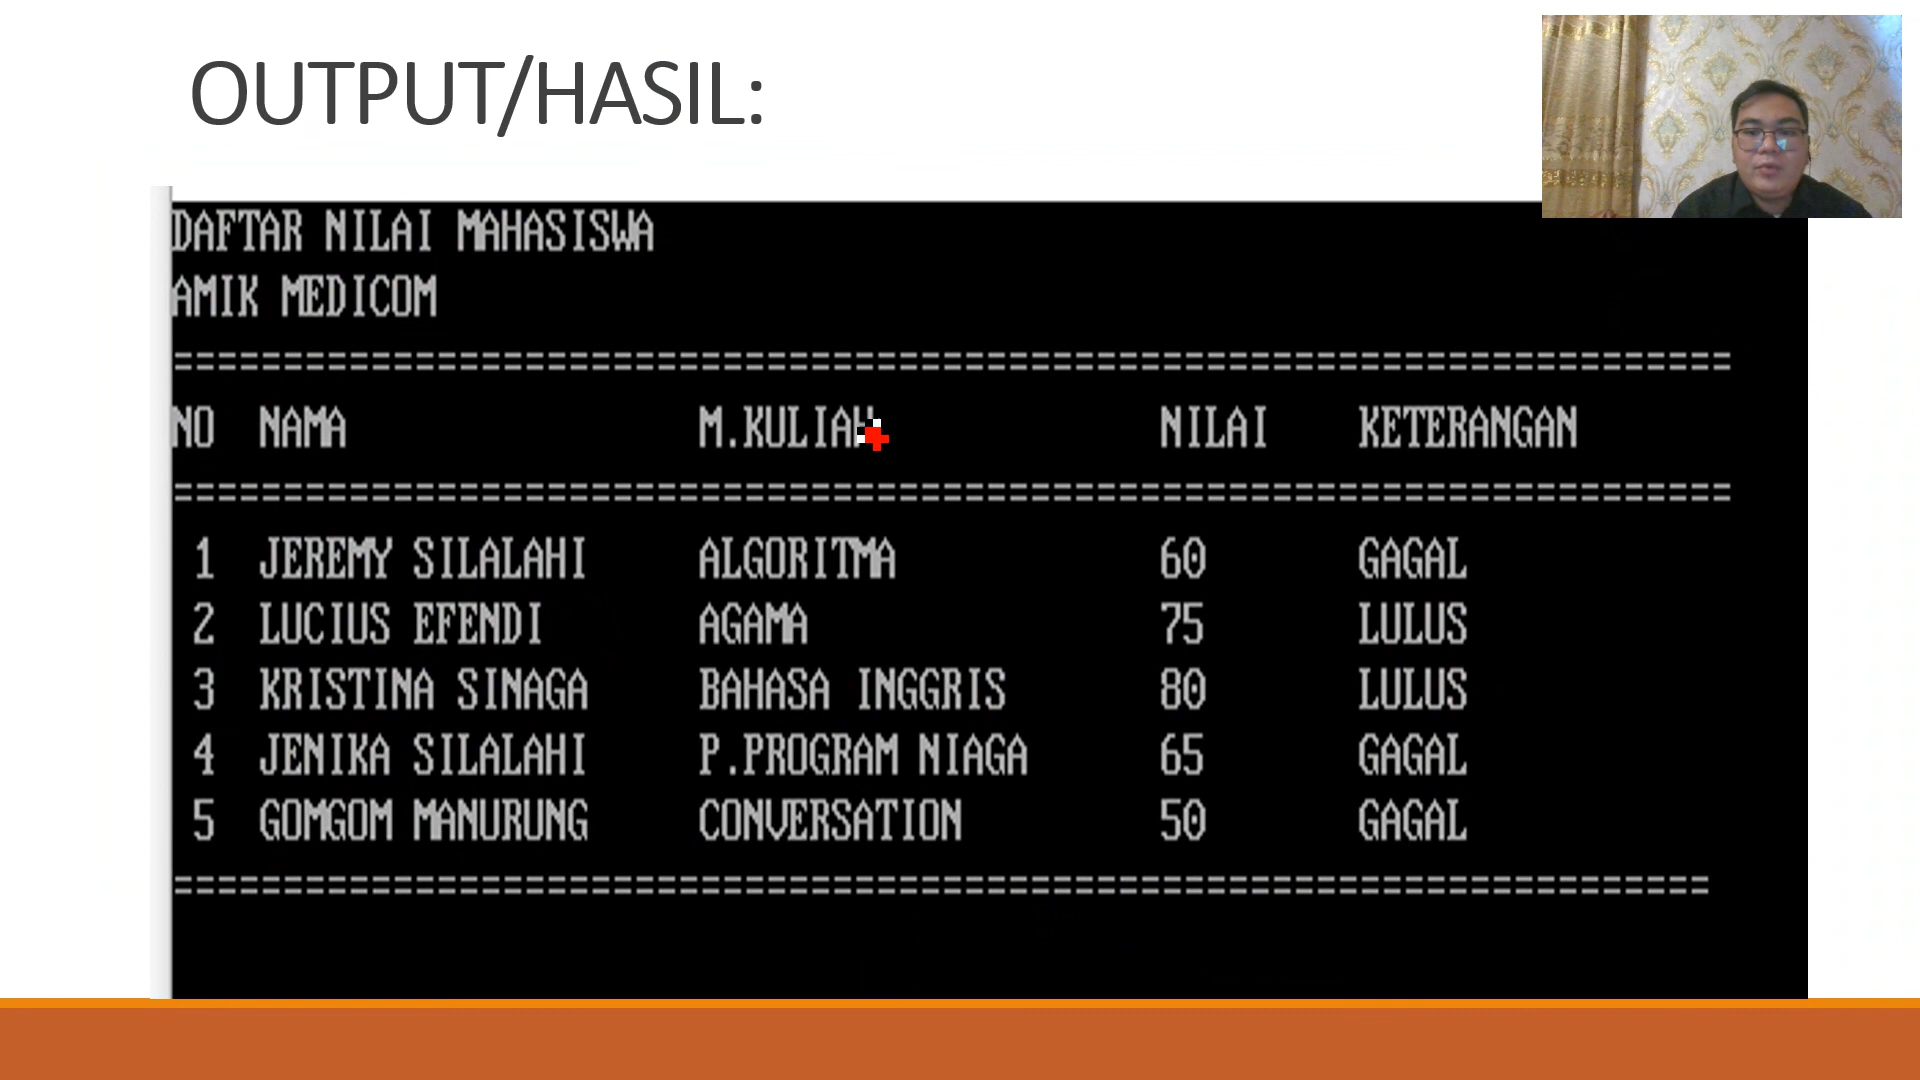 OUTPUT/HASIL:
DAFTAR NILAI MAHASISWA
AMIK MEDICOM
========================================================================
NO NAMA M.KULIAH NILAI KETERANGAN
========================================================================
1 JEREMY SILALAHI ALGORITMA 60 GAGAL
2 LUCIUS EFENDI AGAMA 75 LULUS
3 KRISTINA SINAGA BAHASA INGGRIS 80 LULUS
4 JENIKA SILALAHI P.PROGRAM NIAGA 65 GAGAL
5 GOMGOM MANURUNG CONVERSATION 50 GAGAL
=======================================================================